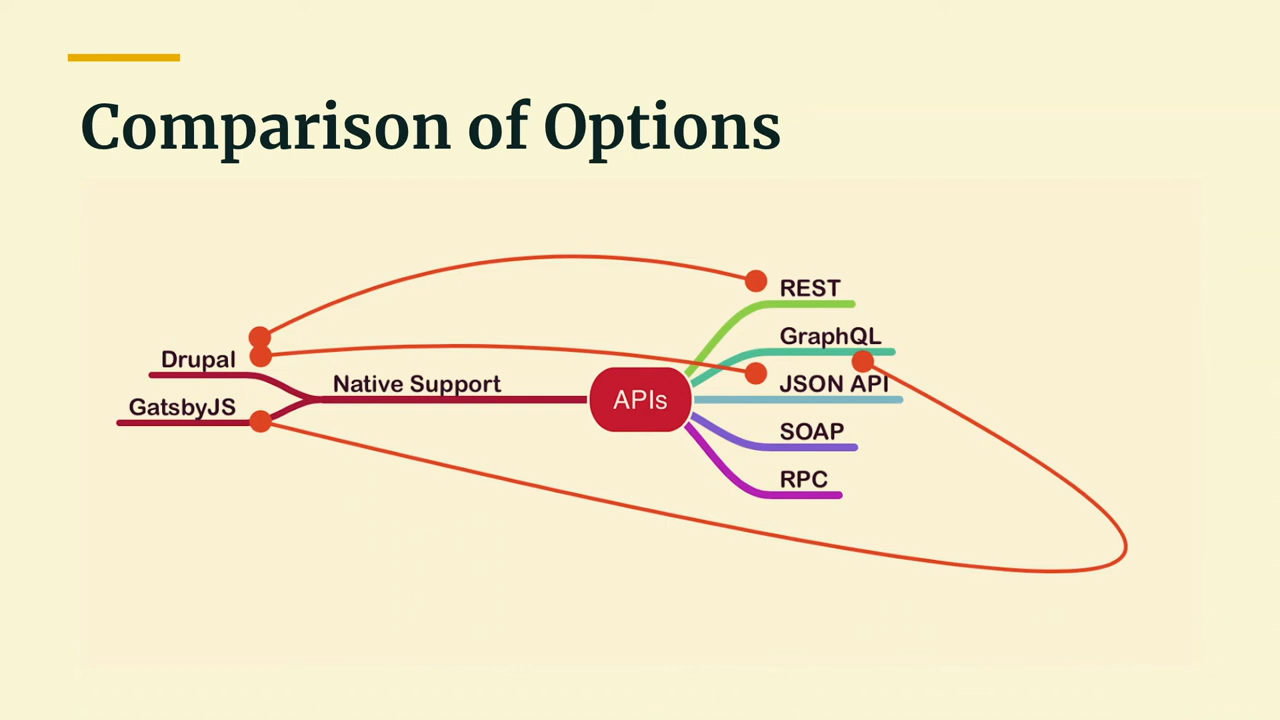 Comparison of Options
Drupal
GatsbyJS
Native Support
APIs
REST
GraphQL
JSON API
SOAP
RPC